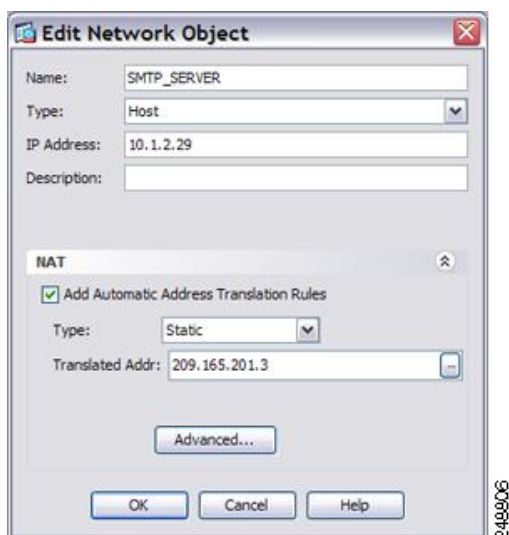 Edit Network Object
Name: SMTP_SERVER
Type: Host
IP Address: 10.1.2.29
Description:
NAT
Add Automatic Address Translation Rules
Type: Static
Translated Addr: 209.165.201.3
...
Advanced...
OK Cancel Help
248806